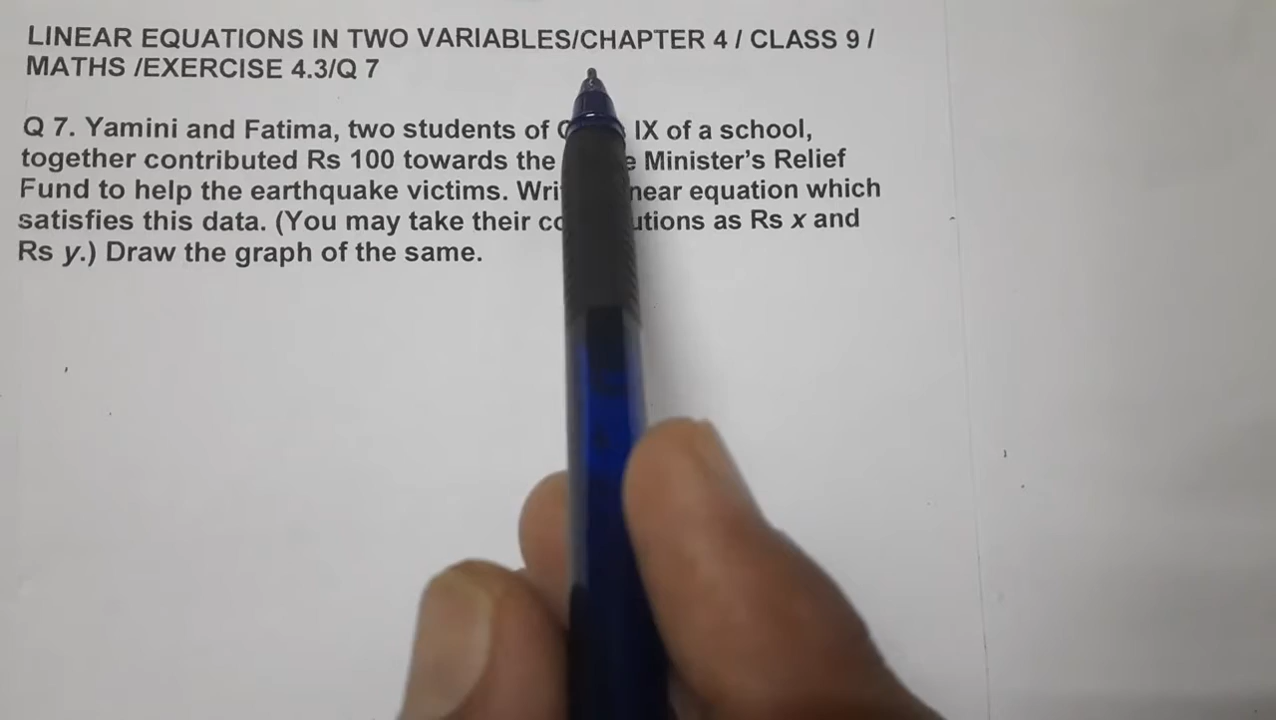 LINEAR EQUATIONS IN TWO VARIABLES/CHAPTER 4 / CLASS 9 /
MATHS /EXERCISE 4.3/Q 7
Q 7. Yamini and Fatima, two students of IX of a school,
together contributed Rs 100 towards the Minister's Relief
Fund to help the earthquake victims. equation which
satisfies this data. (You may take their as Rs x and
Rs y.) Draw the graph of the same.